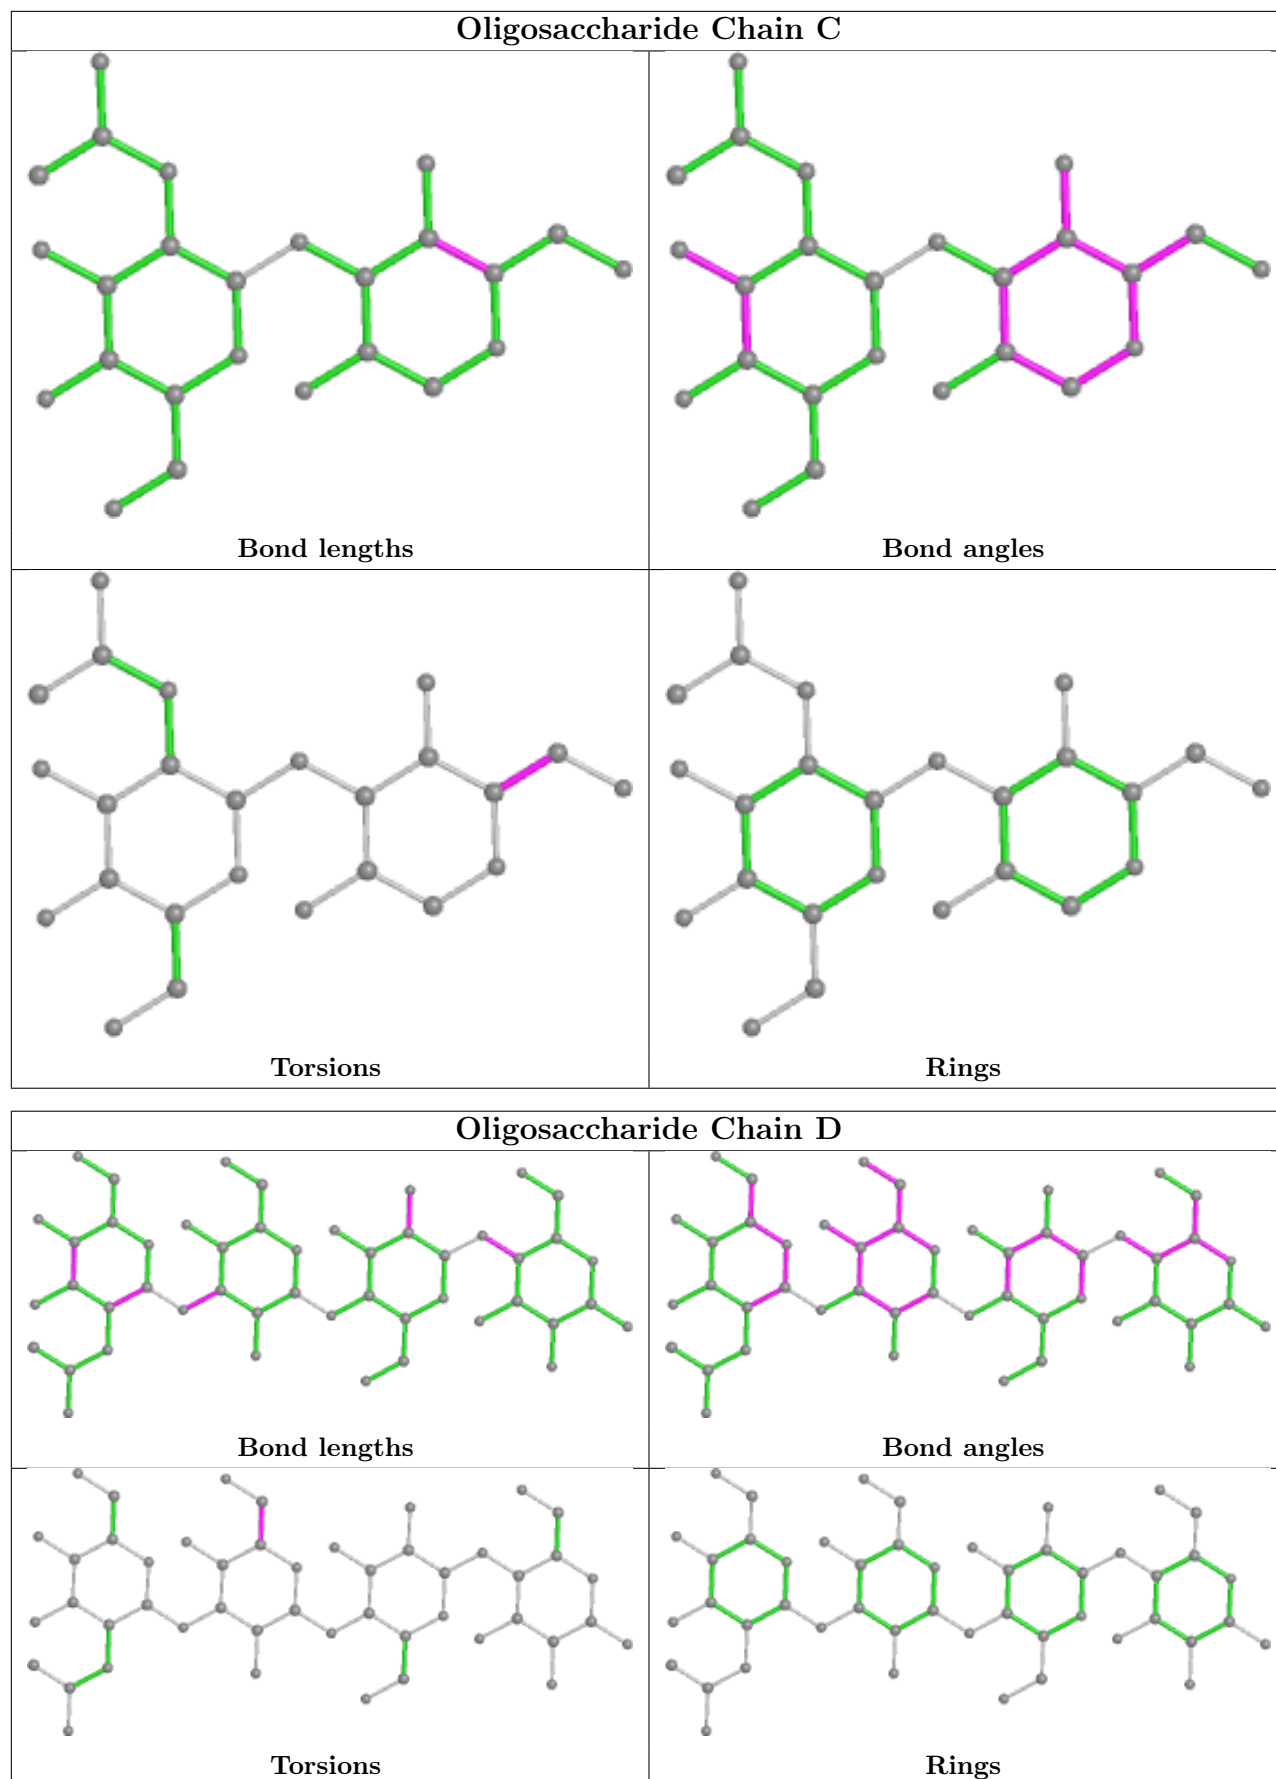 Oligosaccharide Chain C
Bond lengths
Bond angles
Torsions
Rings
Oligosaccharide Chain D
Bond lengths
Bond angles
Torsions
Rings